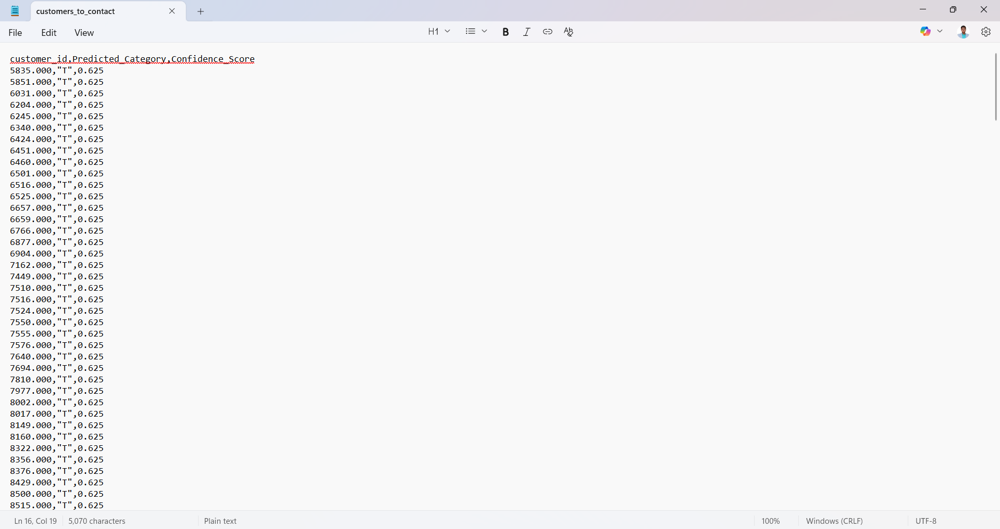 customers_to_contact
File Edit View H1 B I
customer_id,Predicted_Category,Confidence_Score
5835.000,"T",0.625
5851.000,"T",0.625
6031.000,"T",0.625
6204.000,"T",0.625
6245.000,"T",0.625
6340.000,"T",0.625
6424.000,"T",0.625
6451.000,"T",0.625
6460.000,"T",0.625
6501.000,"T",0.625
6516.000,"T",0.625
6525.000,"T",0.625
6657.000,"T",0.625
6659.000,"T",0.625
6766.000,"T",0.625
6877.000,"T",0.625
6904.000,"T",0.625
7162.000,"T",0.625
7449.000,"T",0.625
7510.000,"T",0.625
7516.000,"T",0.625
7524.000,"T",0.625
7550.000,"T",0.625
7555.000,"T",0.625
7576.000,"T",0.625
7640.000,"T",0.625
7694.000,"T",0.625
7810.000,"T",0.625
7977.000,"T",0.625
8002.000,"T",0.625
8017.000,"T",0.625
8149.000,"T",0.625
8160.000,"T",0.625
8322.000,"T",0.625
8356.000,"T",0.625
8376.000,"T",0.625
8429.000,"T",0.625
8500.000,"T",0.625
8515.000,"T",0.625
Ln 16, Col 19 5,070 characters Plain text 100% Windows (CRLF) UTF-8